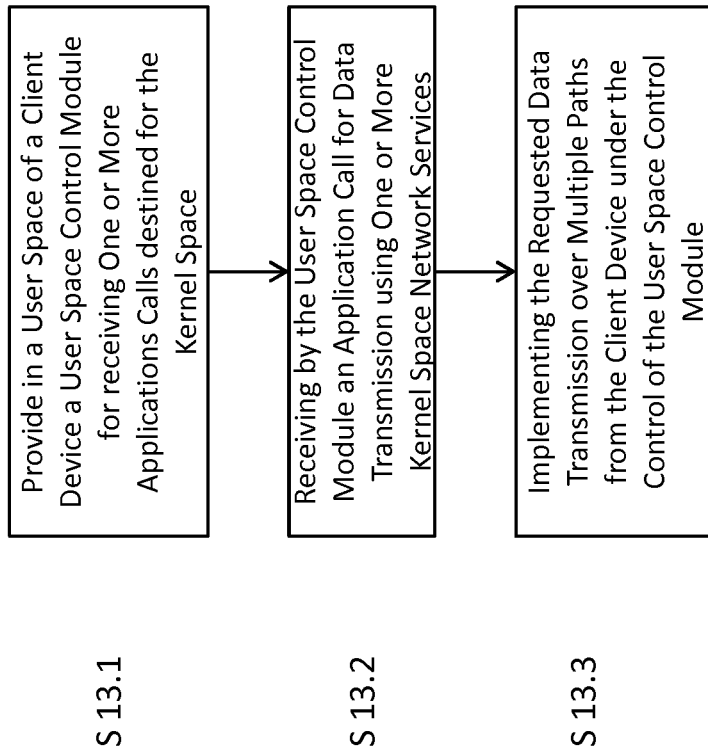 S 13.1
Provide in a User Space of a Client
Device a User Space Control Module
for receiving One or More
Applications Calls destined for the
Kernel Space
S 13.2
Receiving by the User Space Control
Module an Application Call for Data
Transmission using One or More
Kernel Space Network Services
S 13.3
Implementing the Requested Data
Transmission over Multiple Paths
from the Client Device under the
Control of the User Space Control
Module